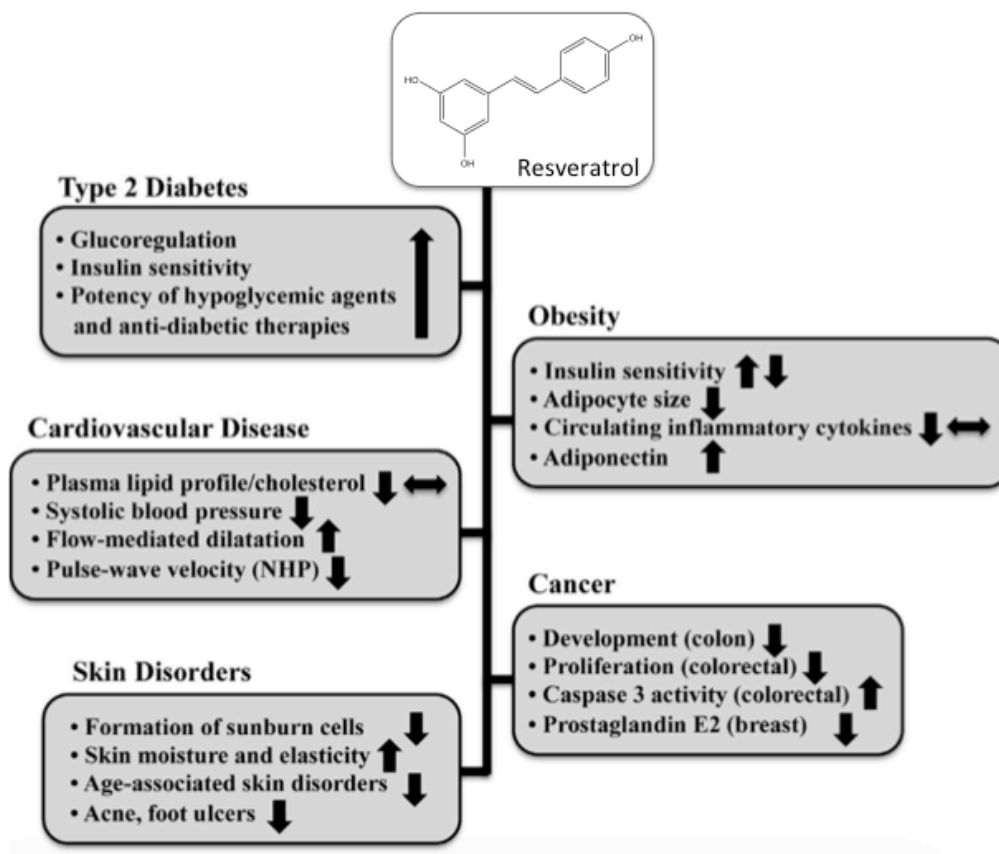 OH
HO
OH
Resveratrol
Type 2 Diabetes
• Glucoregulation
• Insulin sensitivity
• Potency of hypoglycemic agents
and anti-diabetic therapies
Obesity
• Insulin sensitivity
• Adipocyte size
• Circulating inflammatory cytokines
• Adiponectin
Cardiovascular Disease
• Plasma lipid profile/cholesterol
• Systolic blood pressure
• Flow-mediated dilatation
• Pulse-wave velocity (NHP)
Cancer
• Development (colon)
• Proliferation (colorectal)
• Caspase 3 activity (colorectal)
• Prostaglandin E2 (breast)
Skin Disorders
• Formation of sunburn cells
• Skin moisture and elasticity
• Age-associated skin disorders
• Acne, foot ulcers